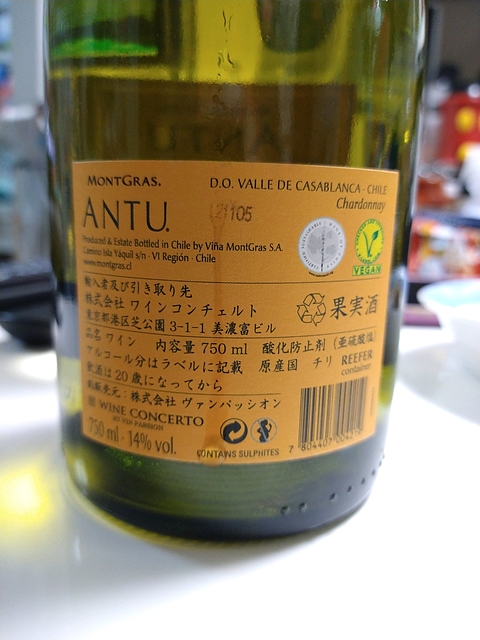 MONTGRAS.
D.O. VALLE DE CASABLANCA - CHILE
Chardonnay
ANTU.
L21105
Produced & Estate Bottled in Chile by Viña MontGras S.A.
Camino Isla Yáquil s/n · VI Región · Chile
www.montgras.cl
VEGAN
輸入者及び引き取り先
株式会社 ワインコンチェルト
東京都港区芝公園 3-1-1 美濃富ビル
果実酒
品名 ワイン 内容量 750 ml 酸化防止剤（亜硫酸塩）
アルコール分はラベルに記載 原産国 チリ REEFER
container
飲酒は20歳になってから
株式会社 ヴァンパッシオン
WINE CONCERTO
BY VIN PASSION
750 ml · 14% vol.
CONTAINS SULPHITES